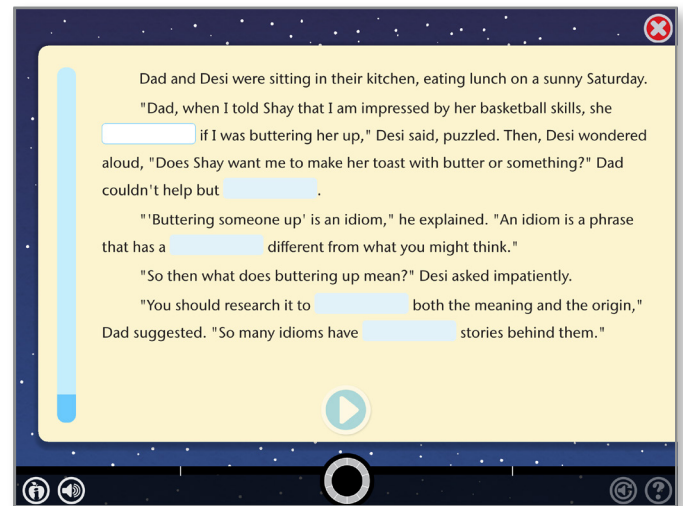 Dad and Desi were sitting in their kitchen, eating lunch on a sunny Saturday.
"Dad, when I told Shay that I am impressed by her basketball skills, she
if I was buttering her up," Desi said, puzzled. Then, Desi wondered
aloud, "Does Shay want me to make her toast with butter or something?" Dad
couldn't help but .
"'Buttering someone up' is an idiom," he explained. "An idiom is a phrase
that has a different from what you might think."
"So then what does buttering up mean?" Desi asked impatiently.
"You should research it to both the meaning and the origin,"
Dad suggested. "So many idioms have stories behind them."
?